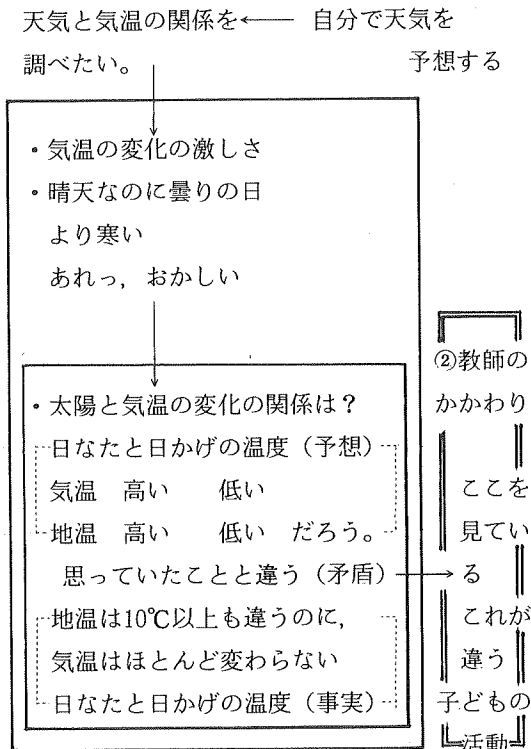 天気と気温の関係を← 自分で天気を
調べたい。 予想する
・気温の変化の激しさ
・晴天なのに曇りの日
より寒い
あれっ，おかしい
・太陽と気温の変化の関係は？
日なたと日かげの温度（予想）
気温 高い 低い
地温 高い 低い だろう。
思っていたことと違う（矛盾）→
地温は10℃以上も違うのに，
気温はほとんど変わらない
日なたと日かげの温度（事実）
②教師の
かかわり
ここを
見てい
る
これが
違う
子どもの
活動